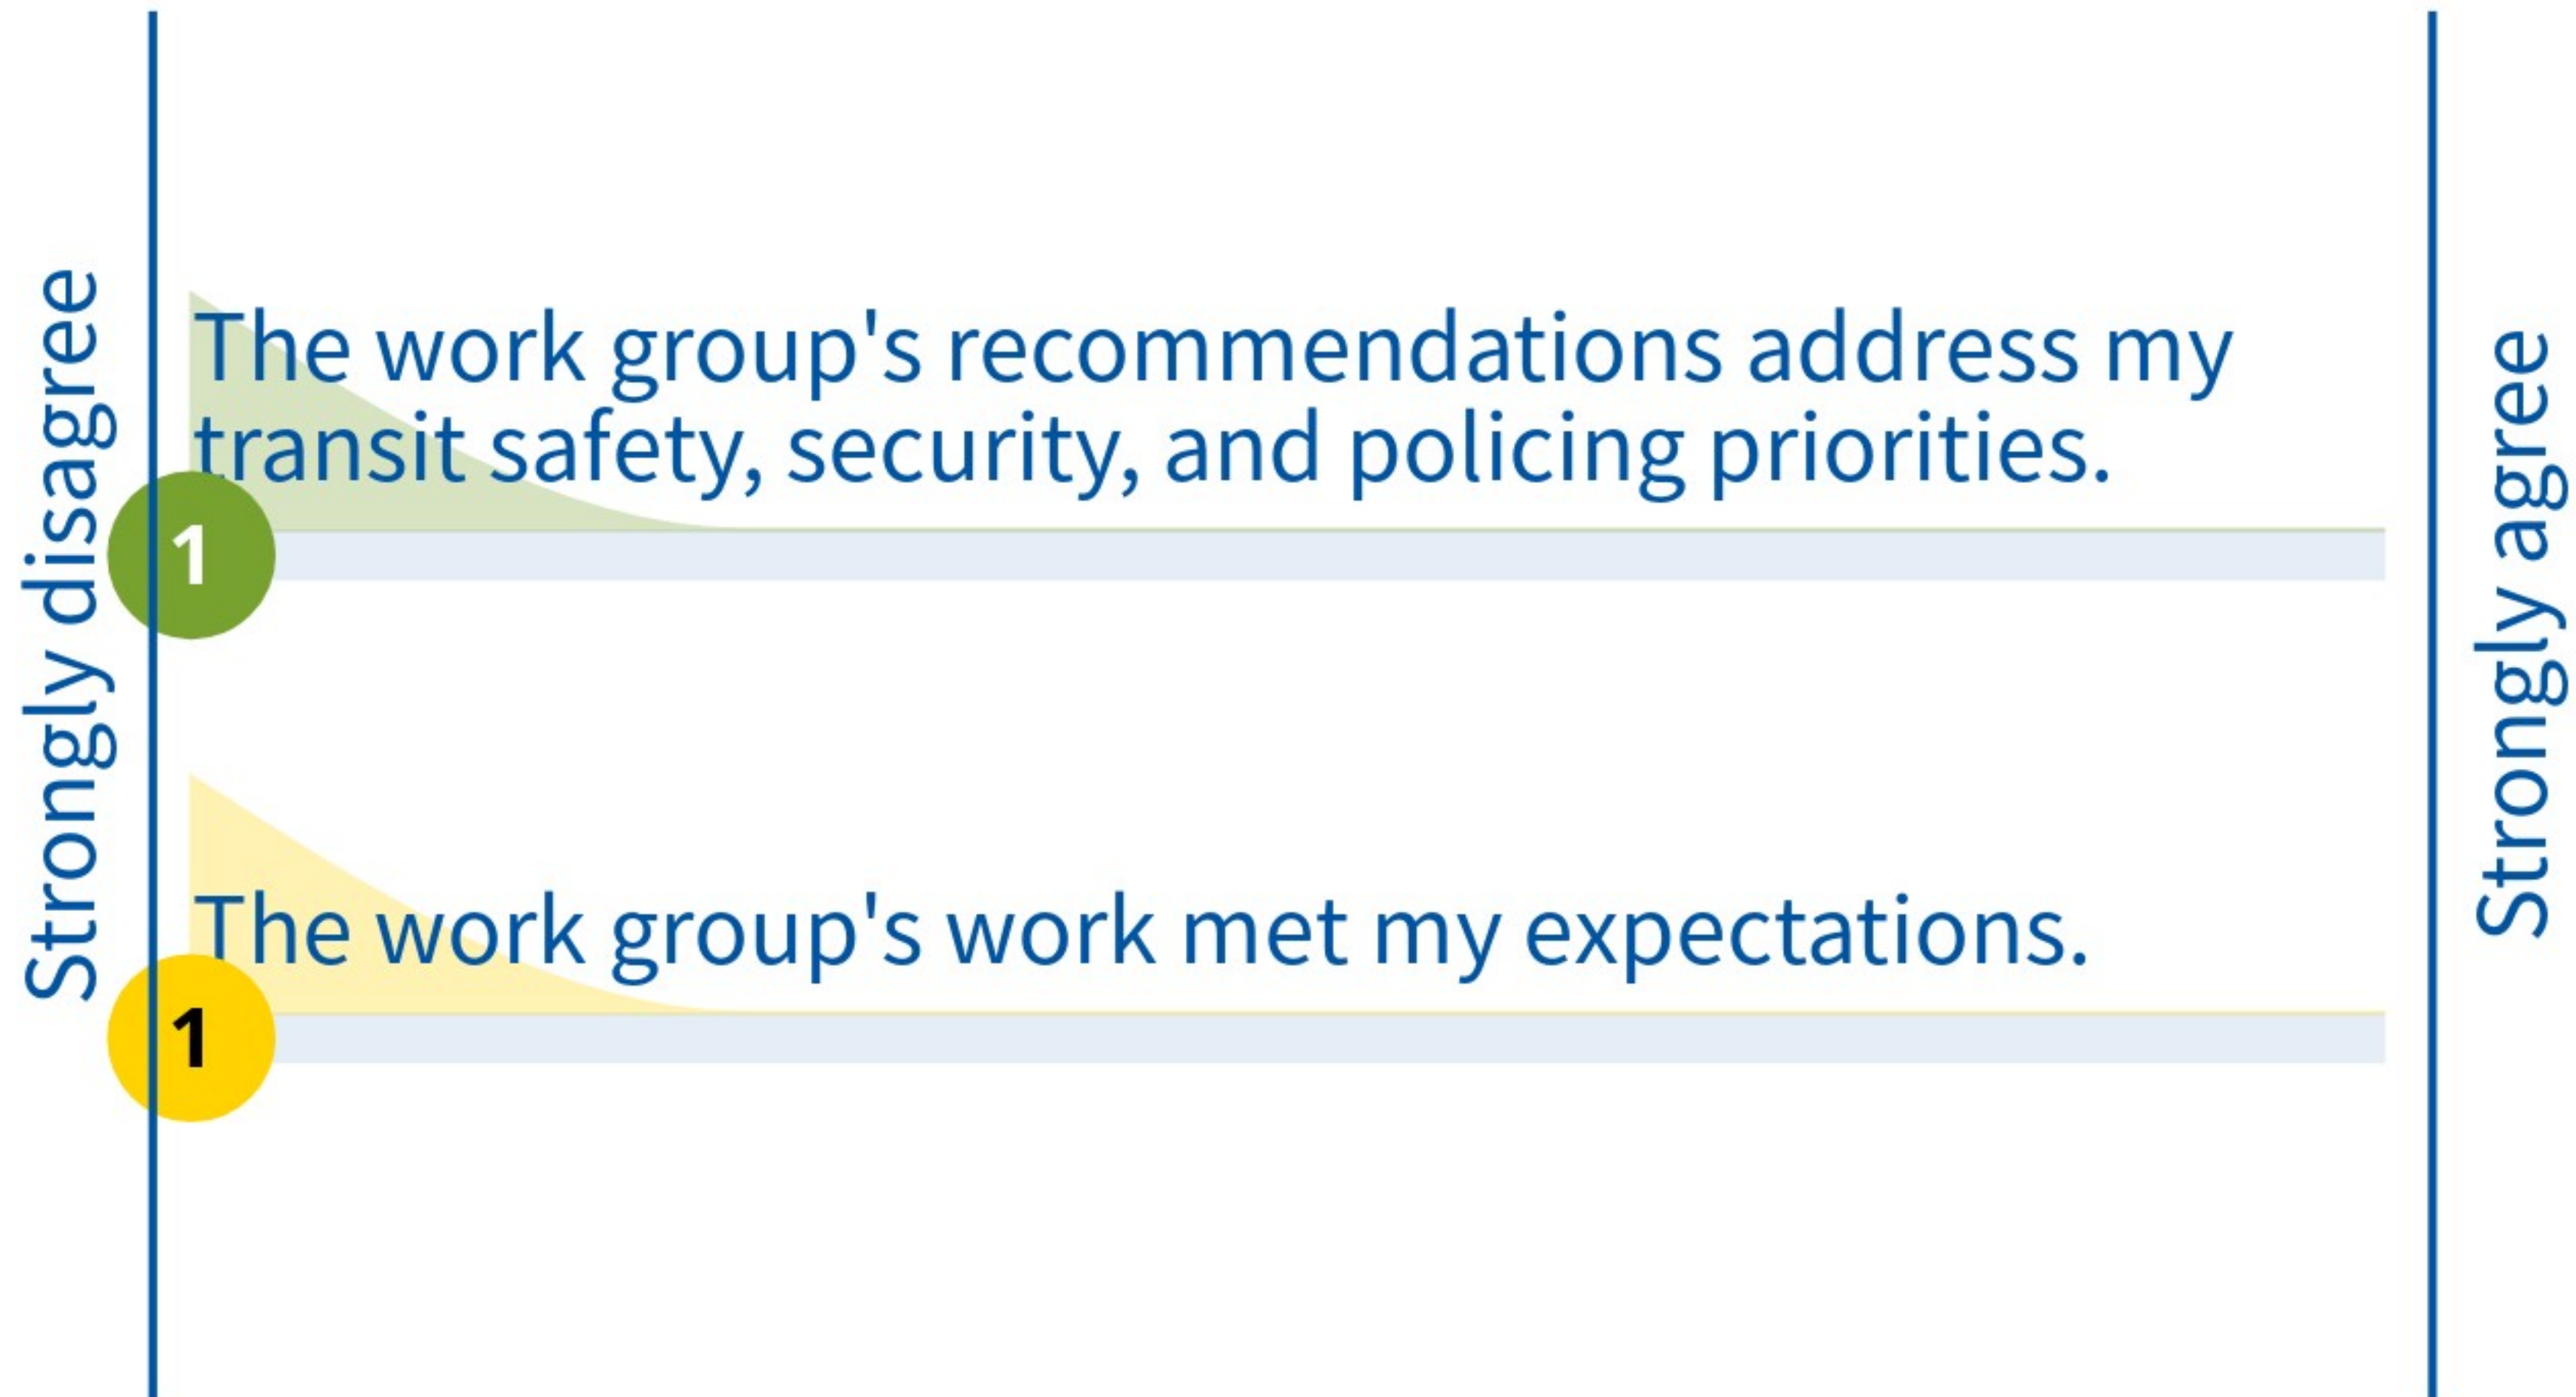 Strongly disagree
The work group's recommendations address my
transit safety, security, and policing priorities.
1
The work group's work met my expectations.
1
Strongly agree